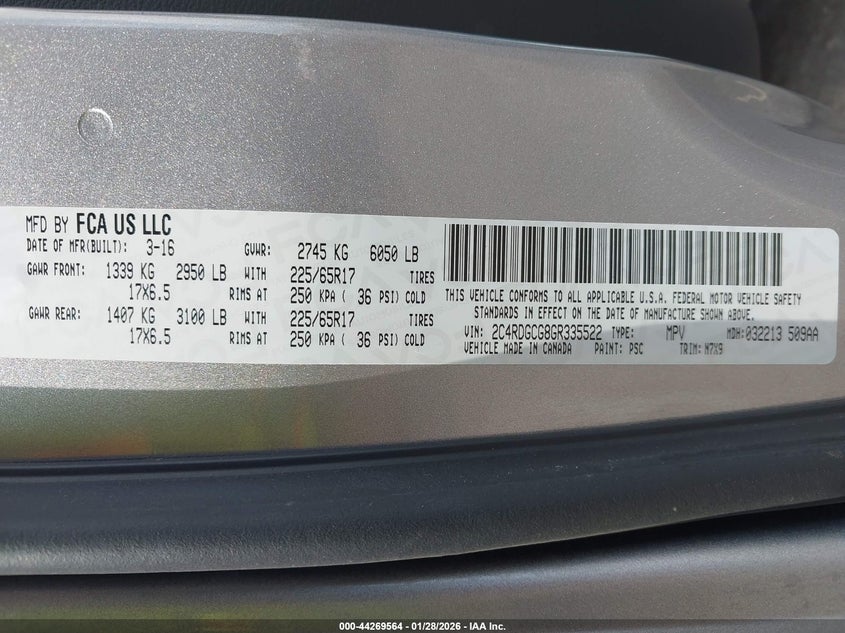 MFD BY FCA US LLC
DATE OF MFR(BUILT): 3-16 GVWR: 2745 KG 6050 LB
GAWR FRONT: 1339 KG 2950 LB WITH 225/65R17 TIRES
17X6.5 RIMS AT 250 KPA ( 36 PSI) COLD
GAWR REAR: 1407 KG 3100 LB WITH 225/65R17 TIRES
17X6.5 RIMS AT 250 KPA ( 36 PSI) COLD
THIS VEHICLE CONFORMS TO ALL APPLICABLE U.S.A. FEDERAL MOTOR VEHICLE SAFETY
STANDARDS IN EFFECT ON THE DATE OF MANUFACTURE SHOWN ABOVE.
VIN: 2C4RDGCG8GR335522 TYPE: MPV MDH: 032213 509AA
VEHICLE MADE IN CANADA PAINT: PSC TRIM: N7X9
000-44269564 - 01/28/2026 - IAA Inc.